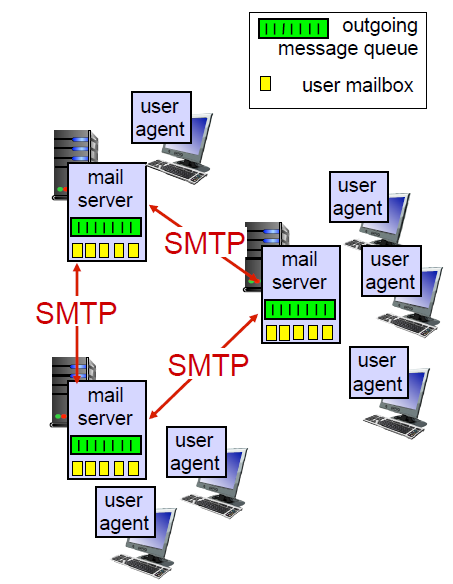 outgoing
message queue
user mailbox
user
agent
mail
server
SMTP
user
agent
mail
server
user
agent
SMTP
SMTP
user
agent
mail
server
user
agent
user
agent